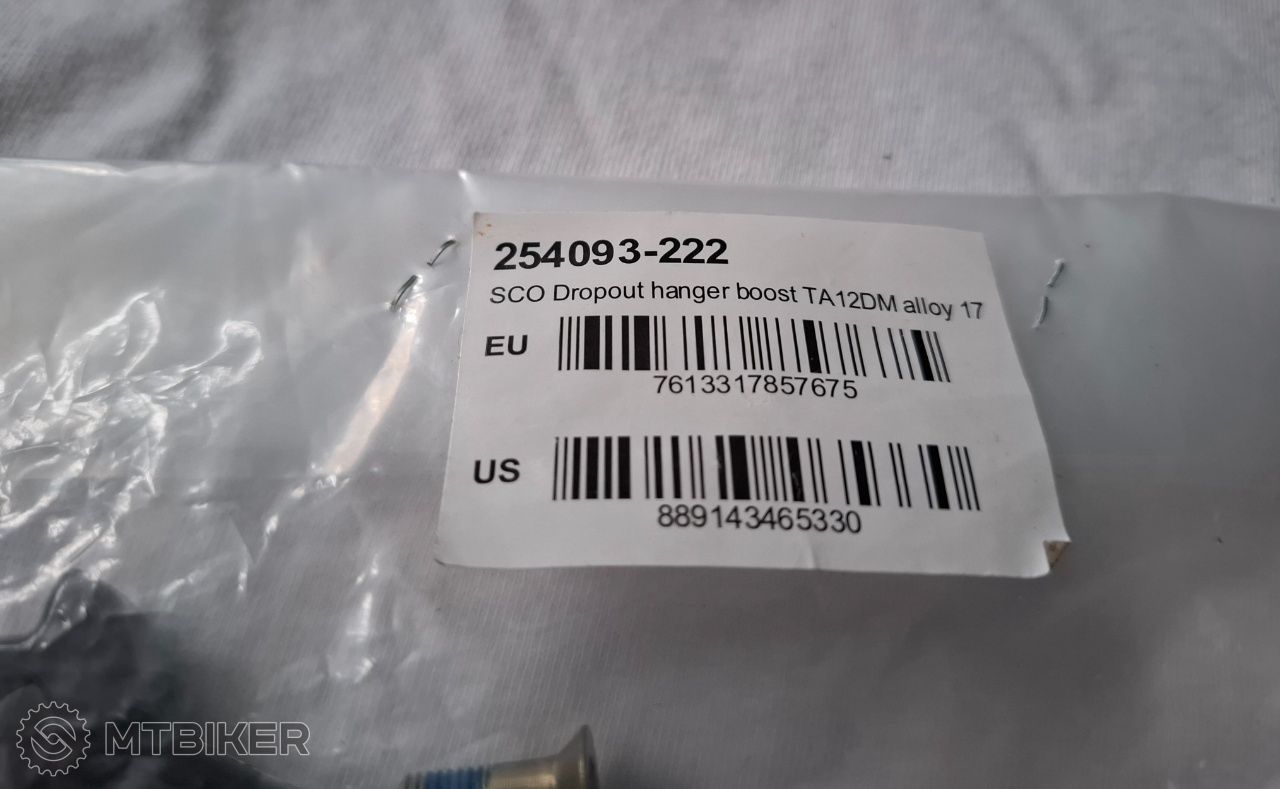 254093-222
SCO Dropout hanger boost TA12DM alloy 17
EU
7613317857675
US
889143465330
MTBIKER